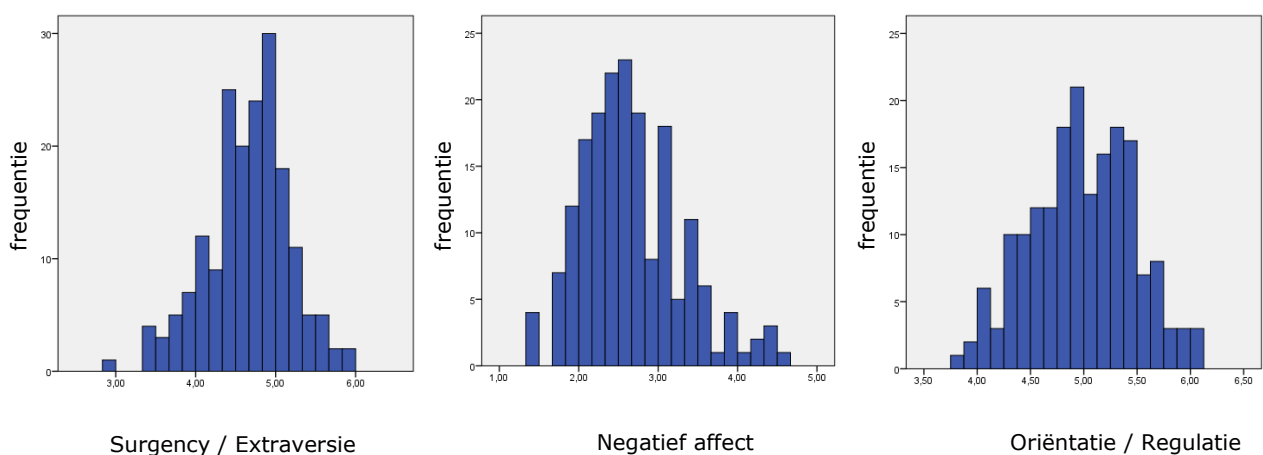 frequentie
30
20
10
0
3,00 4,00 5,00 6,00
Surgency / Extraversie
frequentie
25
20
15
10
5
0
1,00 2,00 3,00 4,00 5,00
Negatief affect
frequentie
25
20
15
10
5
0
3,50 4,00 4,50 5,00 5,50 6,00 6,50
Oriëntatie / Regulatie